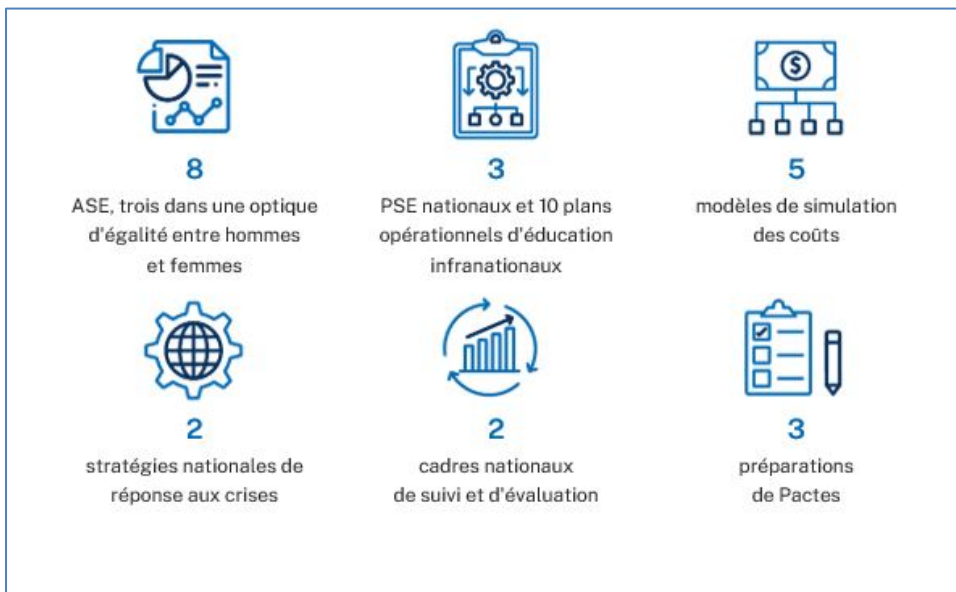 8
ASE, trois dans une optique
d'égalité entre hommes
et femmes
3
PSE nationaux et 10 plans
opérationnels d'éducation
infranationaux
$
5
modèles de simulation
des coûts
2
stratégies nationales de
réponse aux crises
2
cadres nationaux
de suivi et d'évaluation
3
préparations
de Pactes